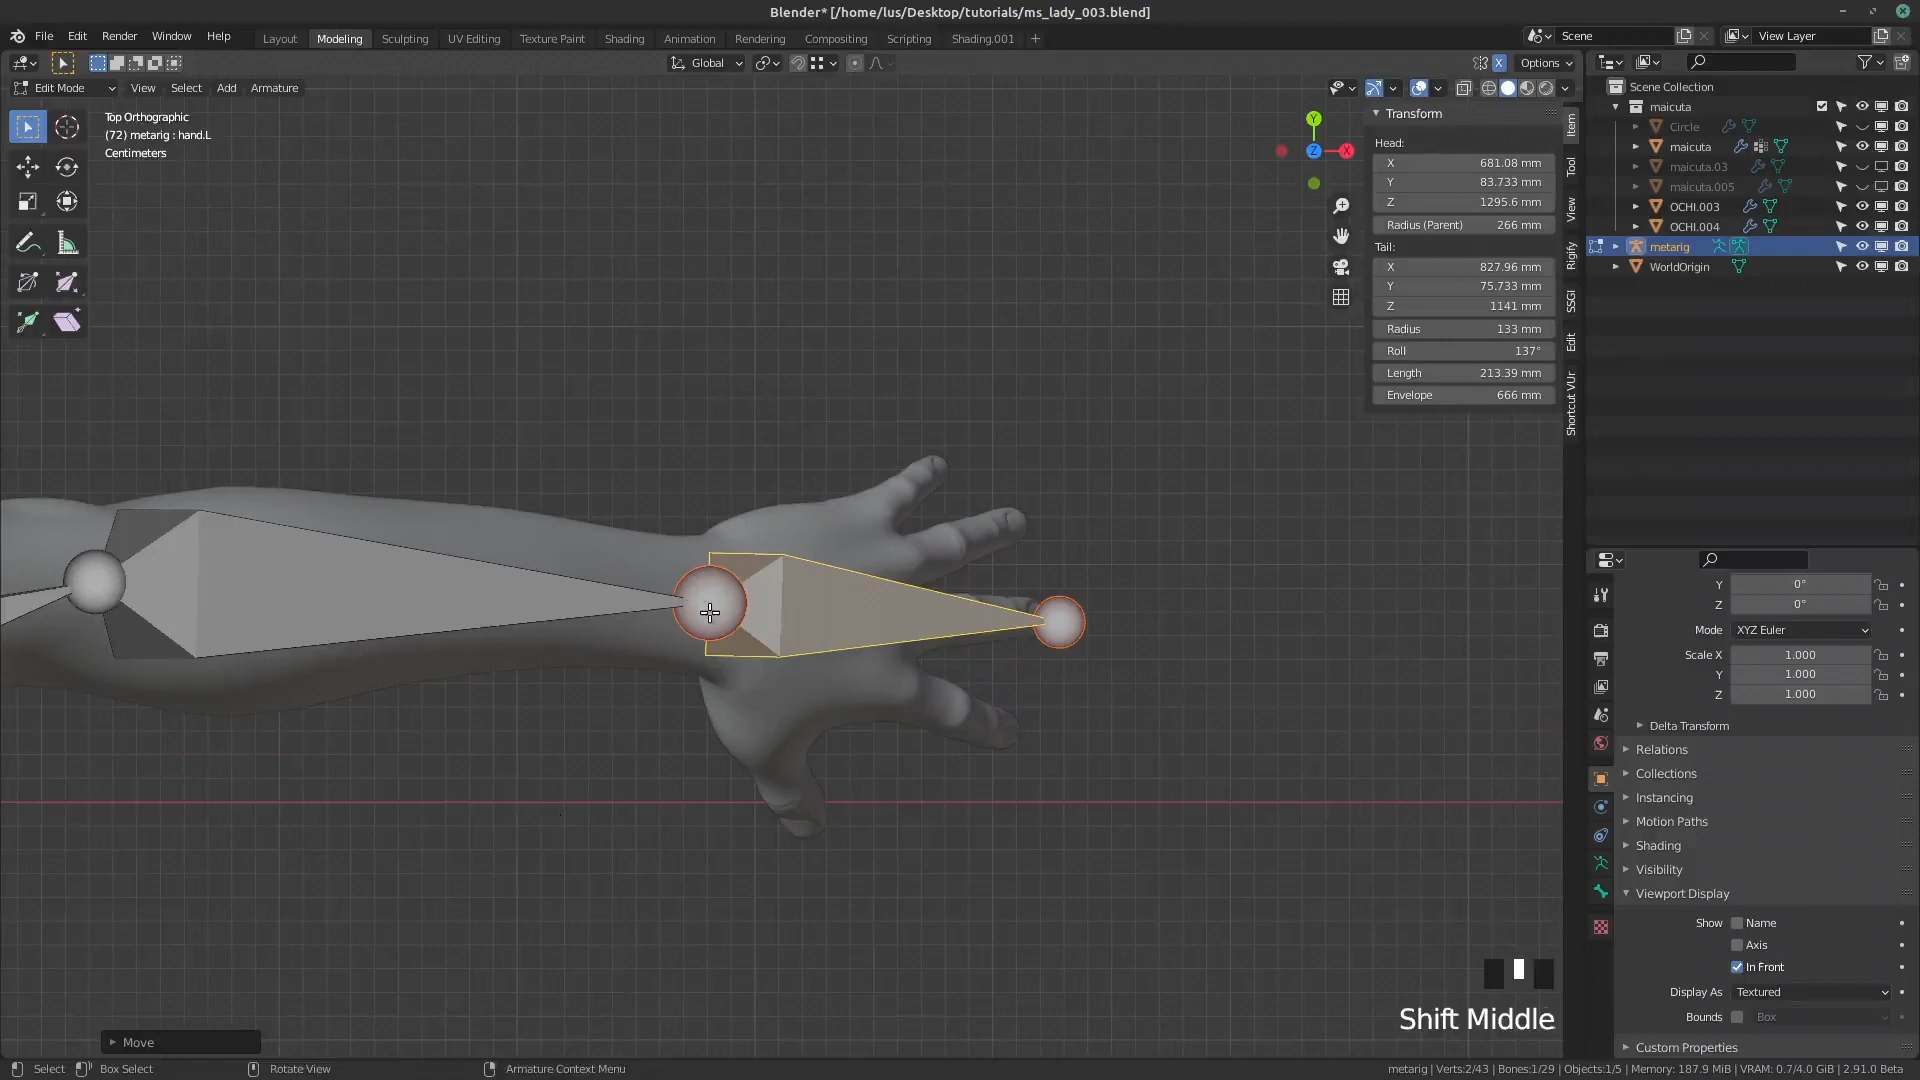 Blender* [/home/lus/Desktop/tutorials/ms_lady_003.blend]
File Edit Render Window Help Layout Modeling Sculpting UV Editing Texture Paint Shading Animation Rendering Compositing Scripting Shading.001 + Scene View Layer
Global X Options
Edit Mode View Select Add Armature
Top Orthographic
(72) metarig : hand.L
Centimeters
Y
Z
X
Transform
Head:
X 681.08 mm
Y 83.733 mm
Z 1295.6 mm
Radius (Parent) 266 mm
Tail:
X 827.96 mm
Y 75.733 mm
Z 1141 mm
Radius 133 mm
Roll 137°
Length 213.39 mm
Envelope 666 mm
Item
Tool
View
Rigify
SSGI
Edit
Shortcut VUr
Scene Collection
maicuta
Circle
maicuta
maicuta.03
maicuta.005
OCHI.003
OCHI.004
metarig
WorldOrigin
Y 0°
Z 0°
Mode XYZ Euler
Scale X 1.000
Y 1.000
Z 1.000
Delta Transform
Relations
Collections
Instancing
Motion Paths
Shading
Visibility
Viewport Display
Show Name
Axis
In Front
Display As Textured
Bounds Box
Custom Properties
Shift Middle
Move
Select Box Select Rotate View Armature Context Menu
metarig | Verts:2/43 | Bones:1/29 | Objects:1/5 | Memory: 187.9 MiB | VRAM: 0.7/4.0 GiB | 2.91.0 Beta